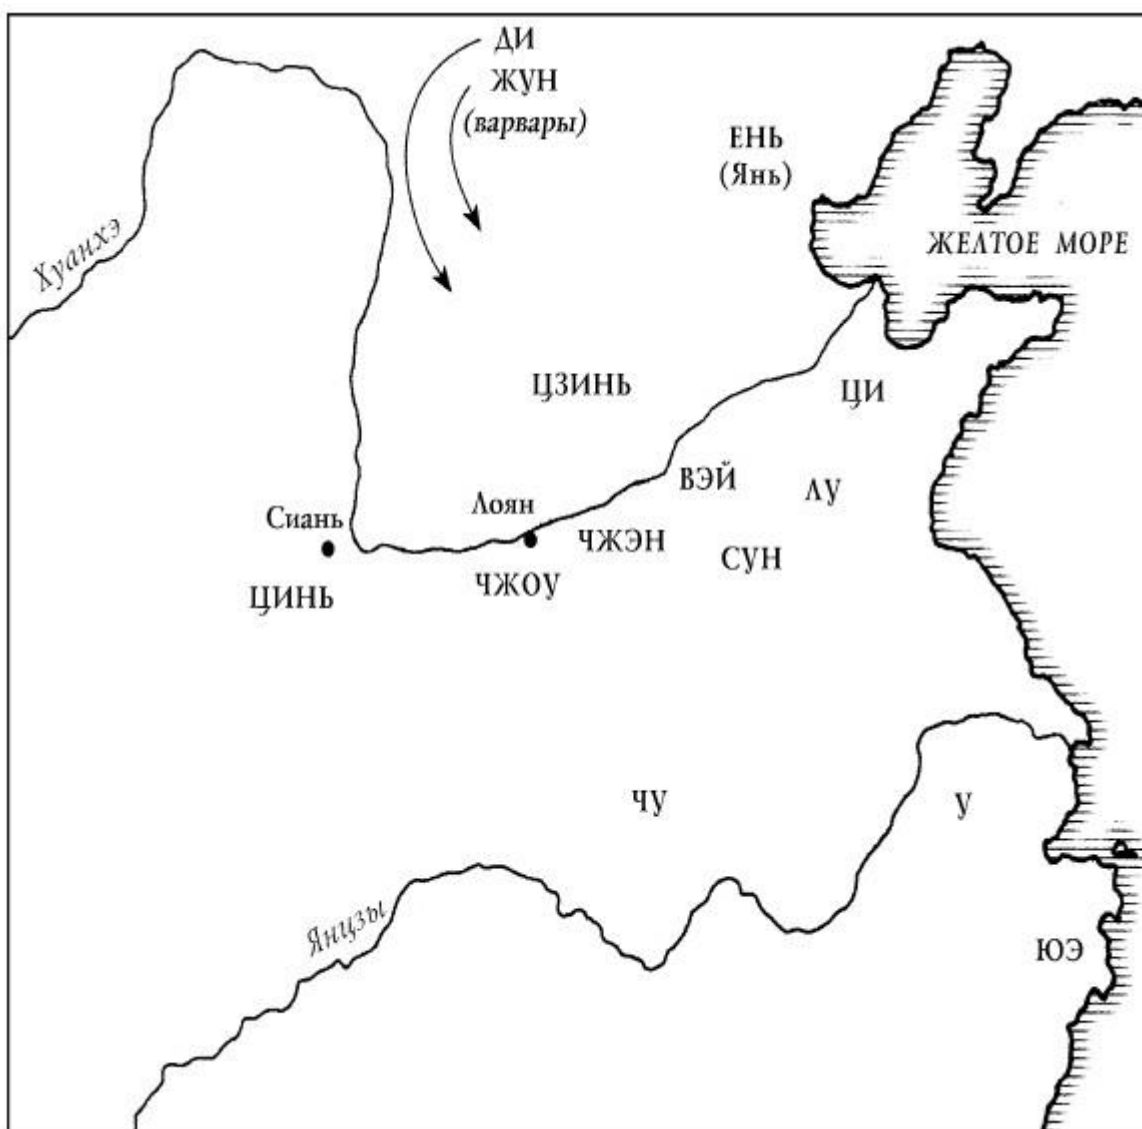 ДИ
ЖУН
(варвары)
ЕНЬ
(Янь)
Хуанхэ
ЖЕЛТОЕ МОРЕ
ЦЗИНЬ
ЦИ
ВЭЙ
ЛУ
Сиань
Лоян
ЧЖЭН
СУН
ЦИНЬ
ЧЖОУ
ЧУ
У
Янцзы
ЮЭ